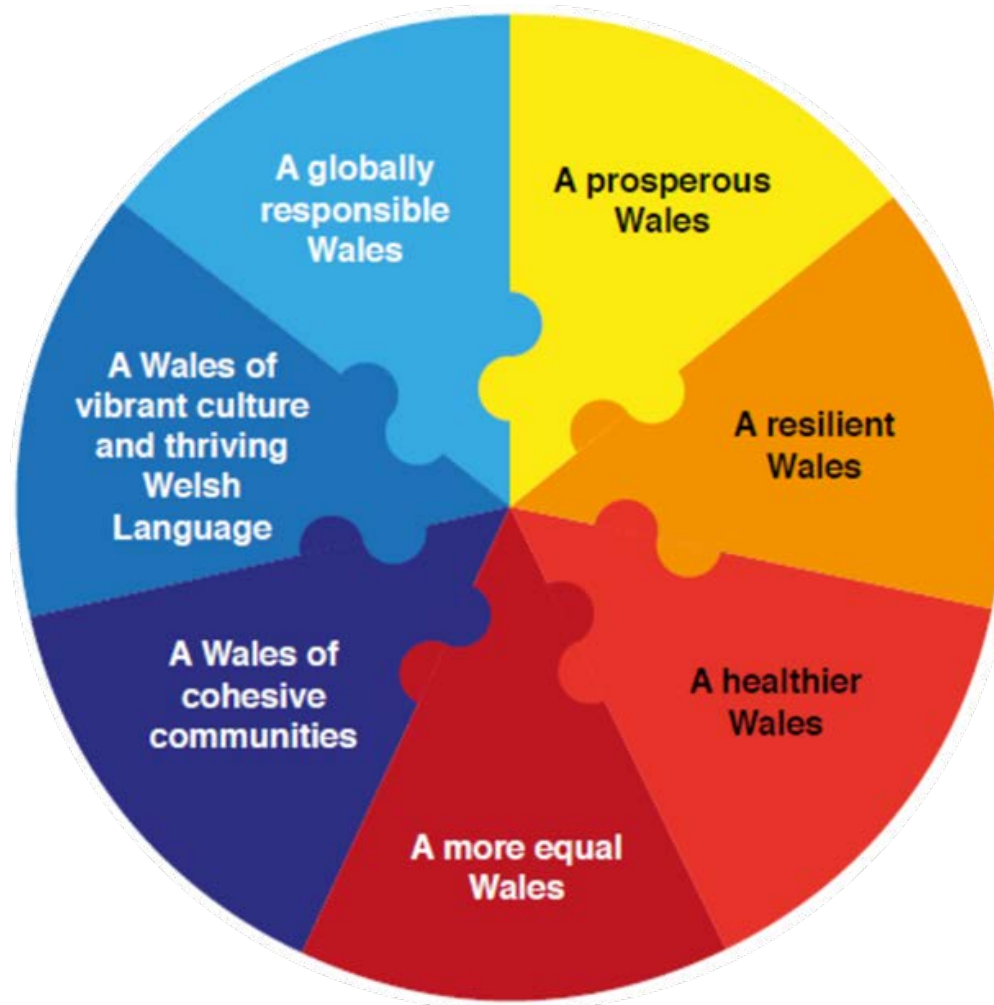 A globally
responsible
Wales
A prosperous
Wales
A resilient
Wales
A healthier
Wales
A more equal
Wales
A Wales of
cohesive
communities
A Wales of
vibrant culture
and thriving
Welsh
Language